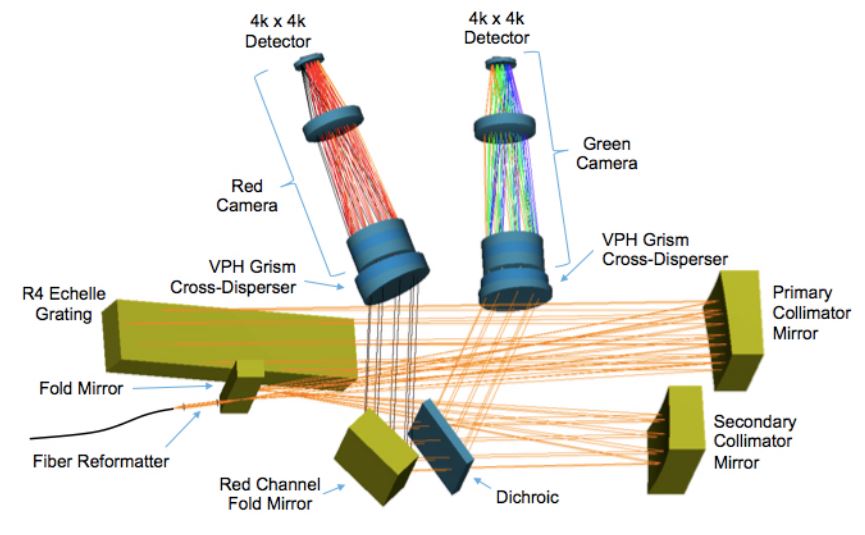 4k x 4k
Detector
4k x 4k
Detector
Green
Camera
Red
Camera
VPH Grism
Cross-Disperser
VPH Grism
Cross-Disperser
R4 Echelle
Grating
Primary
Collimator
Mirror
Fold Mirror
Secondary
Collimator
Mirror
Fiber Reformatter
Red Channel
Fold Mirror
Dichroic